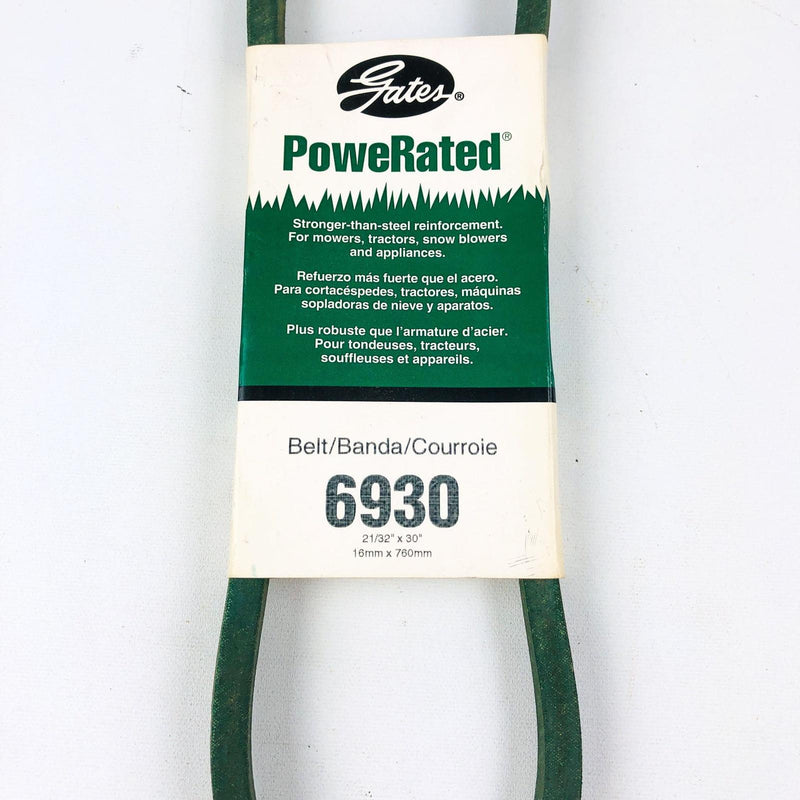 Gates®
PoweRated®
Stronger-than-steel reinforcement.
For mowers, tractors, snow blowers
and appliances.
Refuerzo más fuerte que el acero.
Para cortacéspedes, tractores, máquinas
sopladoras de nieve y aparatos.
Plus robuste que l'armature d'acier.
Pour tondeuses, tracteurs,
souffleuses et appareils.
Belt/Banda/Courroie
6930
21/32" x 30"
16mm x 760mm